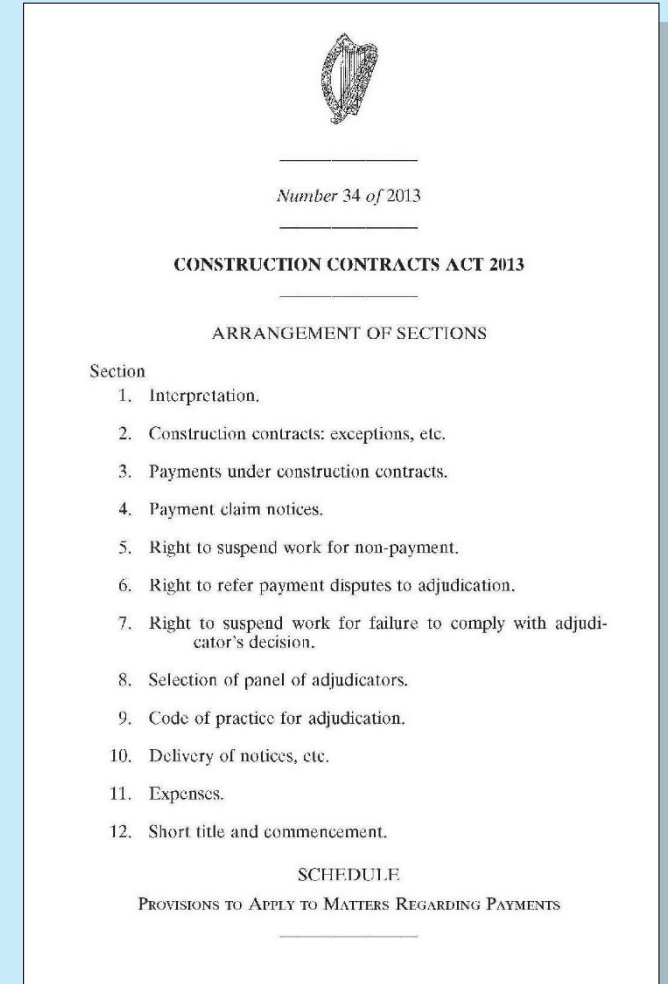 Number 34 of 2013
CONSTRUCTION CONTRACTS ACT 2013
ARRANGEMENT OF SECTIONS
Section
1. Interpretation.
2. Construction contracts: exceptions, etc.
3. Payments under construction contracts.
4. Payment claim notices.
5. Right to suspend work for non-payment.
6. Right to refer payment disputes to adjudication.
7. Right to suspend work for failure to comply with adjudi-
cator's decision.
8. Selection of panel of adjudicators.
9. Code of practice for adjudication.
10. Delivery of notices, etc.
11. Expenses.
12. Short title and commencement.
SCHEDULE
Provisions to Apply to Matters Regarding Payments